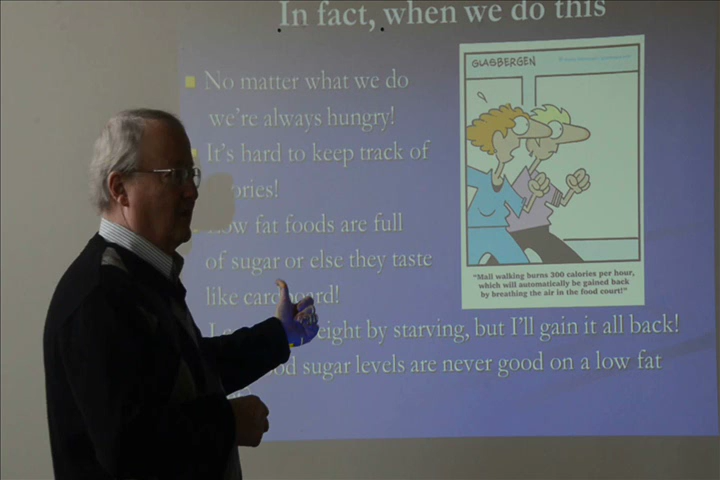 In fact, when we do this
No matter what we do
we're always hungry!
It's hard to keep track of
ories!
ow fat foods are full
of sugar or else they taste
like cardboard!
eight by starving, but I'll gain it all back!
od sugar levels are never good on a low fat
GLASBERGEN
"Mall walking burns 300 calories per hour,
which will automatically be gained back
by breathing the air in the food court!"